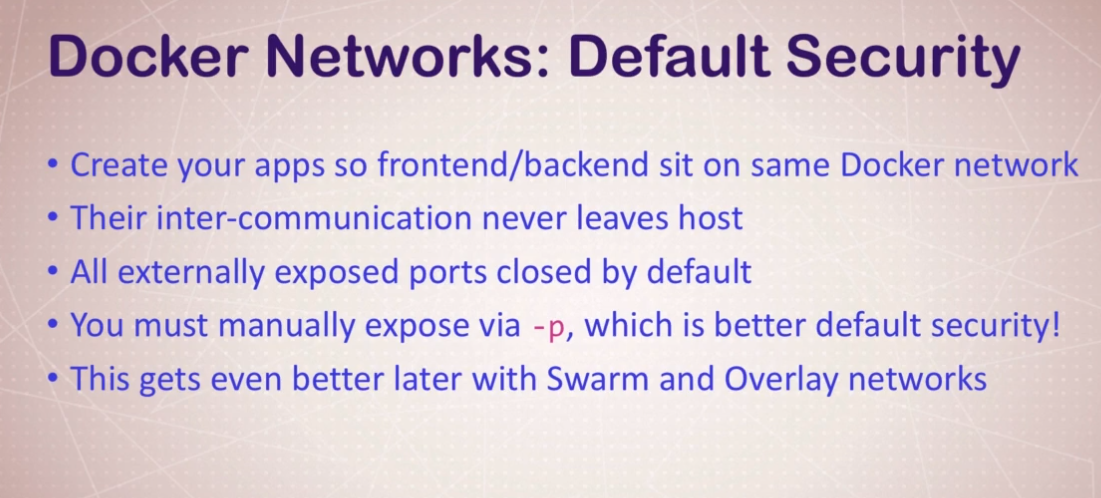 Docker Networks: Default Security
• Create your apps so frontend/backend sit on same Docker network
• Their inter-communication never leaves host
• All externally exposed ports closed by default
• You must manually expose via -p, which is better default security!
• This gets even better later with Swarm and Overlay networks